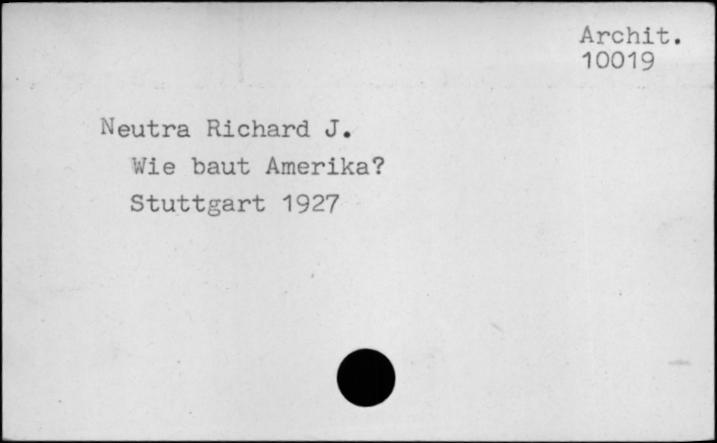 Archit.
10019
Neutra Richard J.
Wie baut Amerika?
Stuttgart 1927